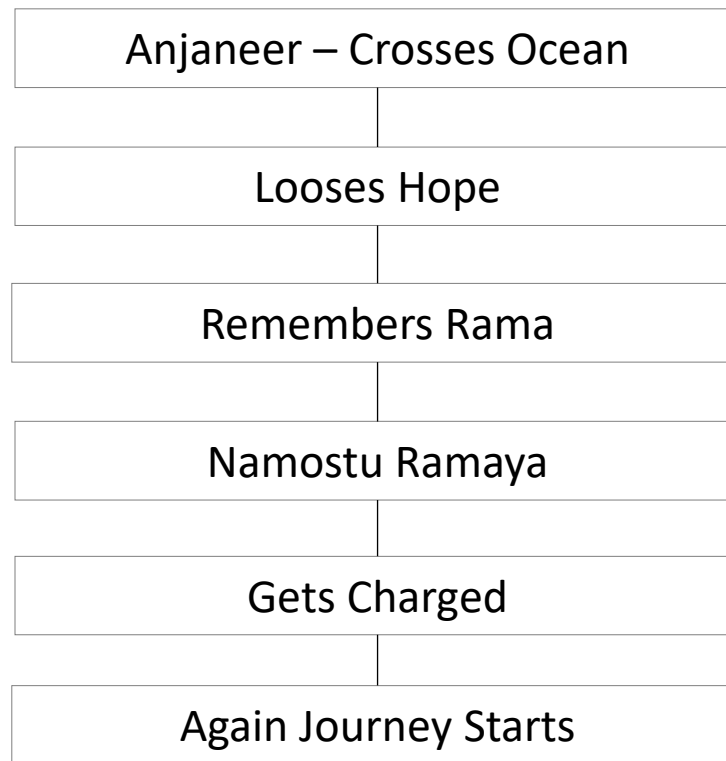 Anjaneer – Crosses Ocean
Looses Hope
Remembers Rama
Namostu Ramaya
Gets Charged
Again Journey Starts